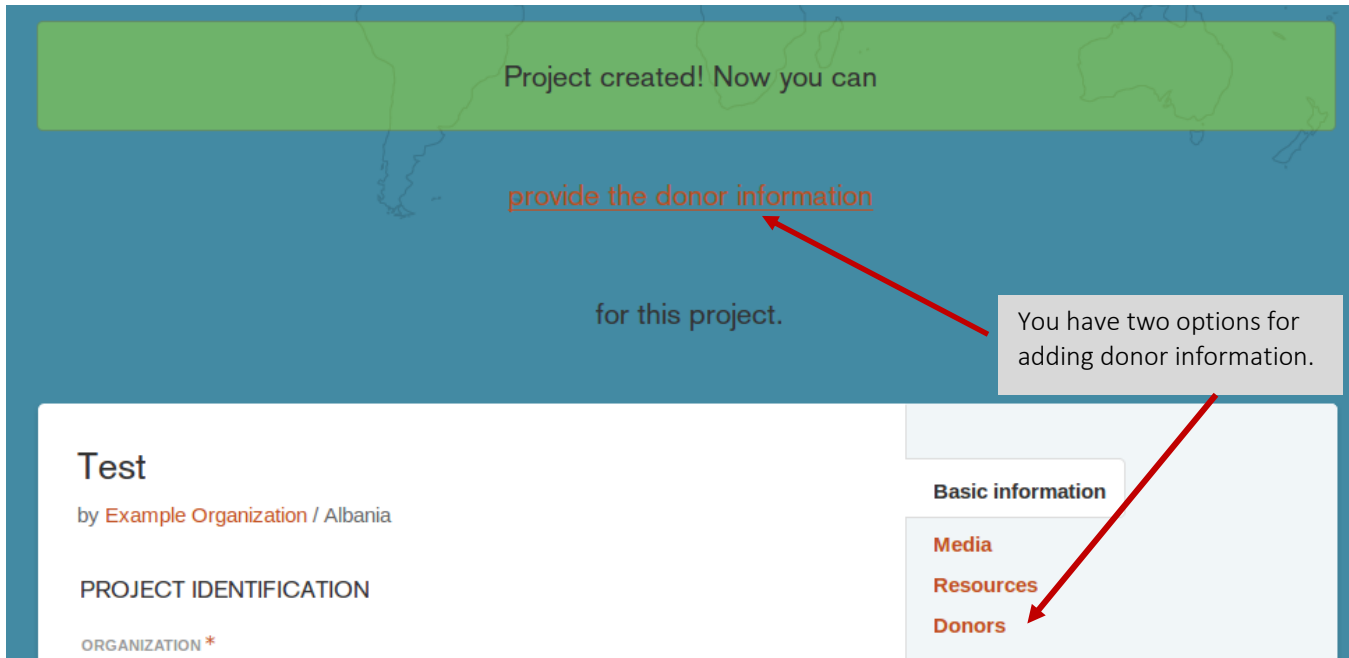 Project created! Now you can
provide the donor information
for this project.
You have two options for
adding donor information.
Test
by Example Organization / Albania
PROJECT IDENTIFICATION
ORGANIZATION *
Basic information
Media
Resources
Donors